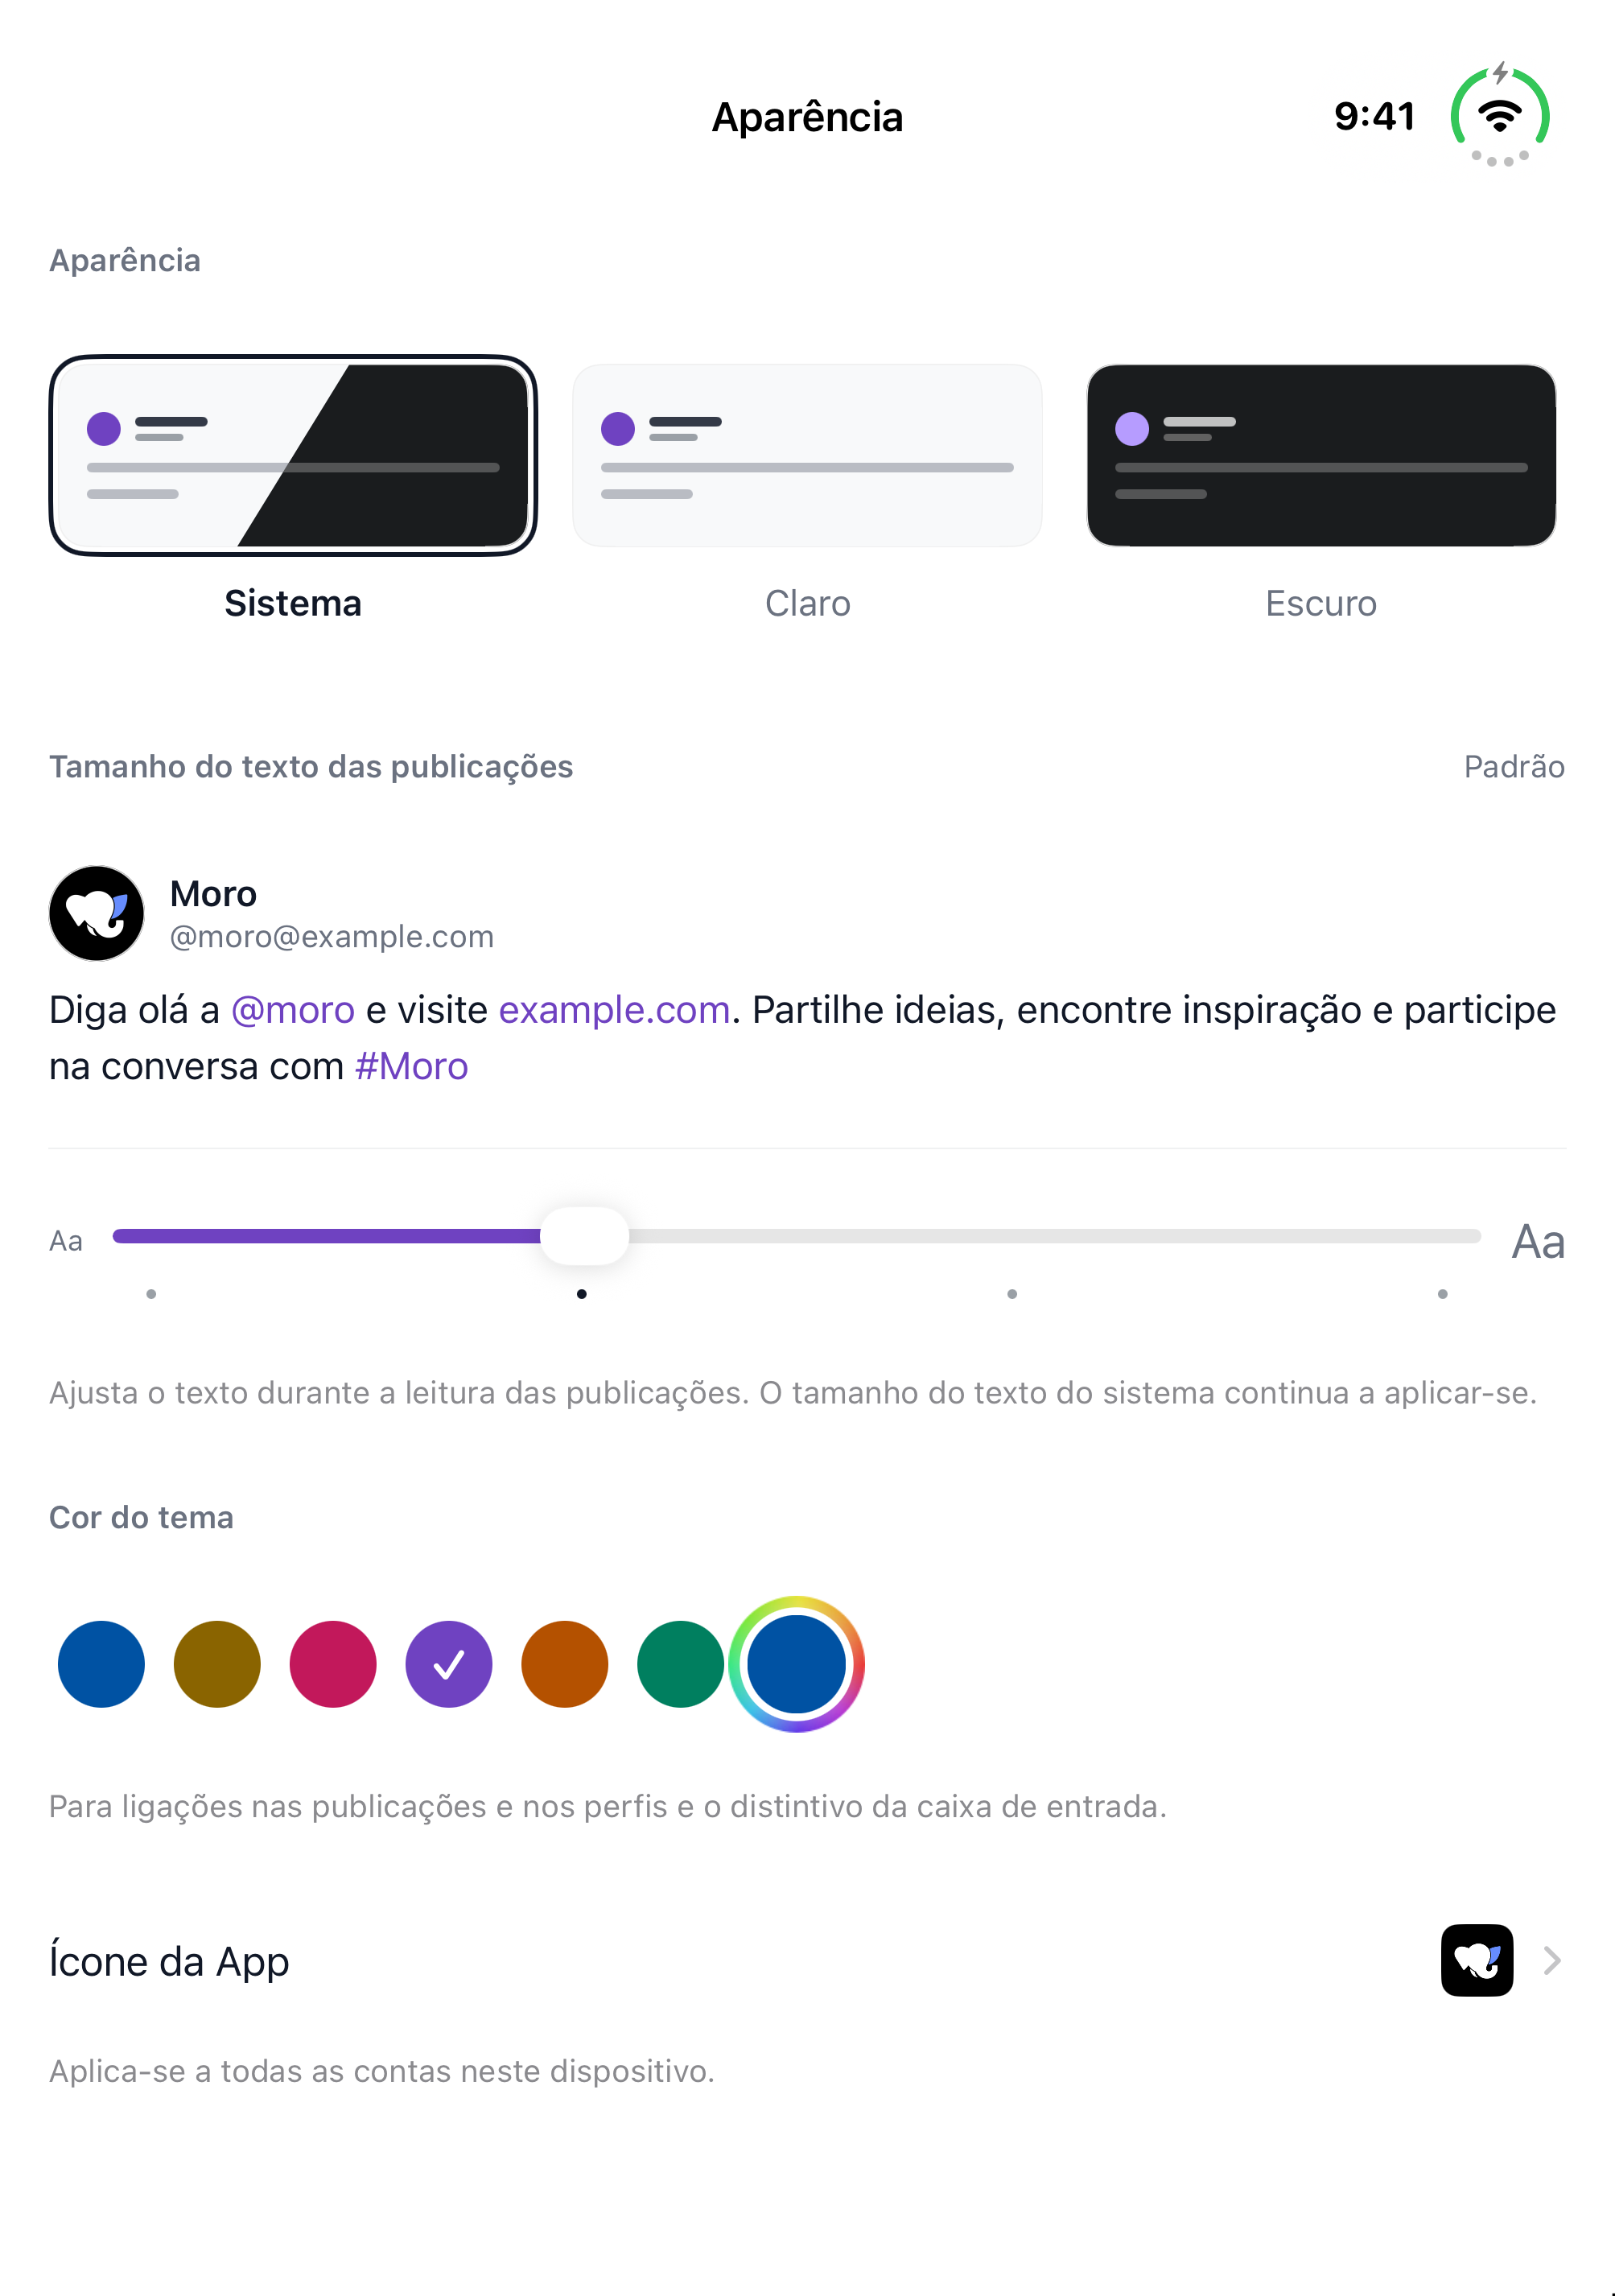 Aparência
9:41
Aparência
Sistema
Claro
Escuro
Tamanho do texto das publicações
Padrão
Moro
@moro@example.com
Diga olá a @moro e visite example.com. Partilhe ideias, encontre inspiração e participe
na conversa com #Moro
Aa
Aa
Ajusta o texto durante a leitura das publicações. O tamanho do texto do sistema continua a aplicar-se.
Cor do tema
Para ligações nas publicações e nos perfis e o distintivo da caixa de entrada.
Ícone da App
Aplica-se a todas as contas neste dispositivo.